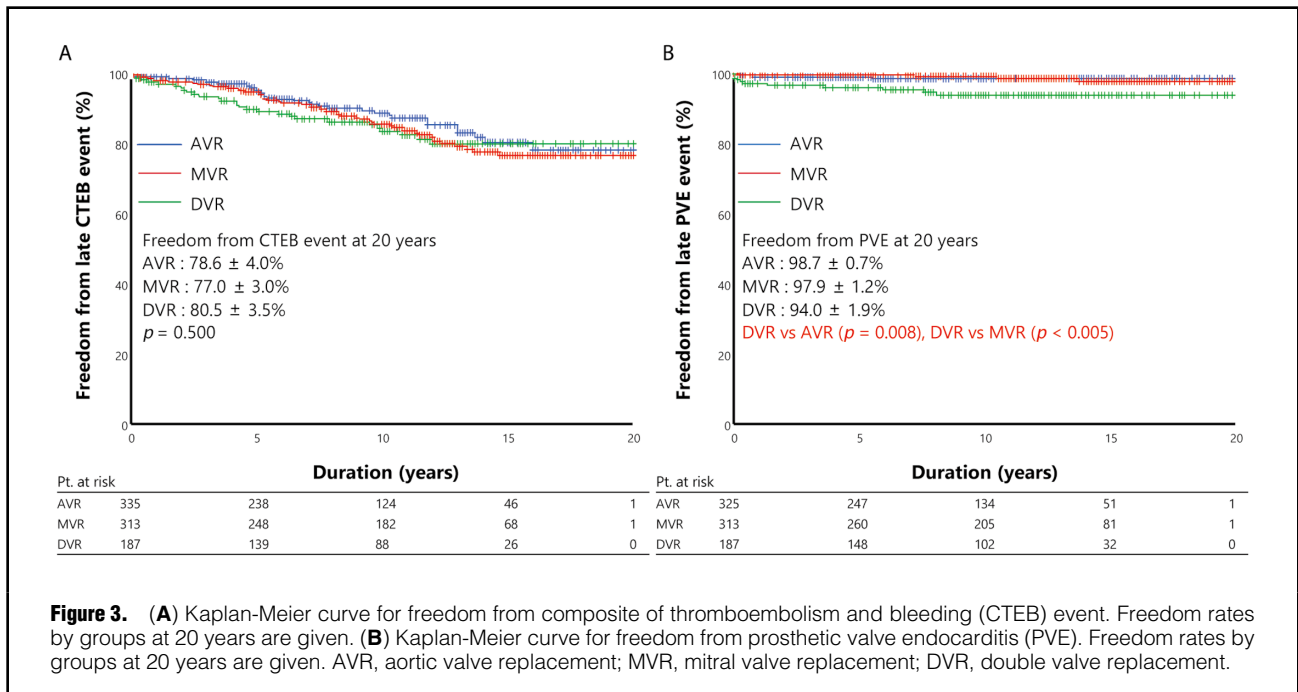 A
Freedom from late CTEB event (%)
100
80
60
40
20
0
AVR
MVR
DVR
Freedom from CTEB event at 20 years
AVR : 78.6 ± 4.0%
MVR : 77.0 ± 3.0%
DVR : 80.5 ± 3.5%
p = 0.500
0 5 10 15 20
Duration (years)
Pt. at risk
AVR 335 238 124 46 1
MVR 313 248 182 68 1
DVR 187 139 88 26 0
B
Freedom from late PVE event (%)
100
80
60
40
20
0
AVR
MVR
DVR
Freedom from PVE at 20 years
AVR : 98.7 ± 0.7%
MVR : 97.9 ± 1.2%
DVR : 94.0 ± 1.9%
DVR vs AVR (p = 0.008), DVR vs MVR (p < 0.005)
0 5 10 15 20
Duration (years)
Pt. at risk
AVR 325 247 134 51 1
MVR 313 260 205 81 1
DVR 187 148 102 32 0
Figure 3. (A) Kaplan-Meier curve for freedom from composite of thromboembolism and bleeding (CTEB) event. Freedom rates
by groups at 20 years are given. (B) Kaplan-Meier curve for freedom from prosthetic valve endocarditis (PVE). Freedom rates by
groups at 20 years are given. AVR, aortic valve replacement; MVR, mitral valve replacement; DVR, double valve replacement.